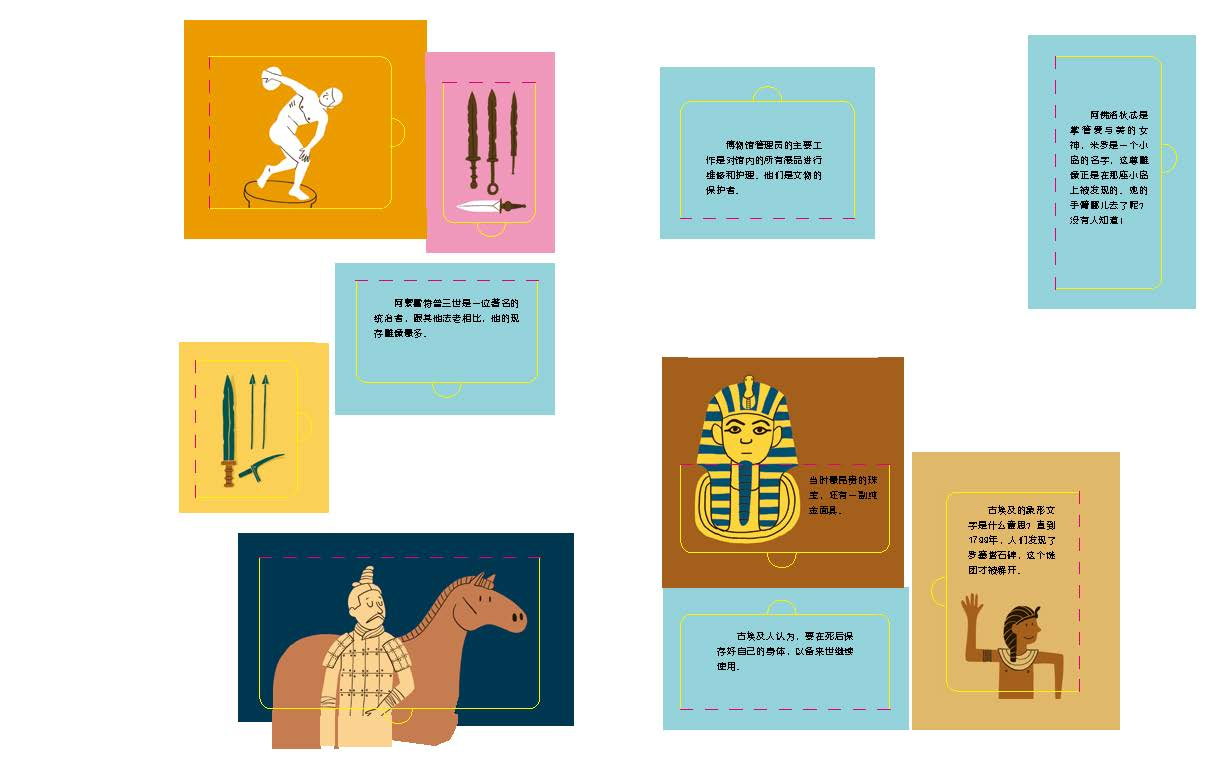 博物馆管理员的主要工
作是对馆内的所有展品进行
维修和护理。他们是文物的
保护者。
阿佛洛狄忒是
掌管爱与美的女
神，米罗是一个小
岛的名字，这尊雕
像正是在那座小岛
上被发现的。她的
手臂哪儿去了呢？
没有人知道！
阿蒙霍特普三世是一位著名的
统治者，跟其他法老相比，他的现
存雕像最多。
当时最昂贵的珠
宝，还有一副纯
金面具。
古埃及的象形文
字是什么意思？直到
1799年，人们发现了
罗塞塔石碑，这个谜
团才被解开。
古埃及人认为，要在死后保
存好自己的身体，以备来世继续
使用。